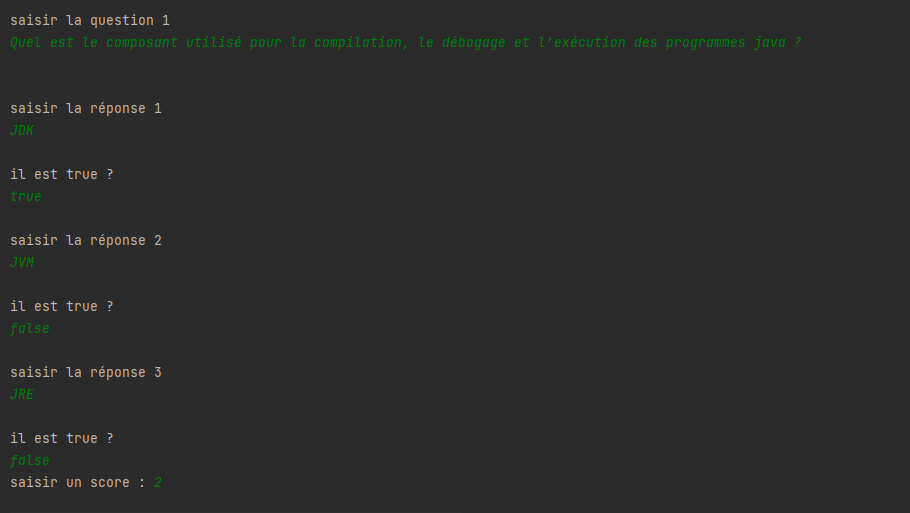 saisir la question 1
Quel est le composant utilisé pour la compilation, le débogage et l’exécution des programmes java ?
saisir la réponse 1
JDK
il est true ?
true
saisir la réponse 2
JVM
il est true ?
false
saisir la réponse 3
JRE
il est true ?
false
saisir un score : 2